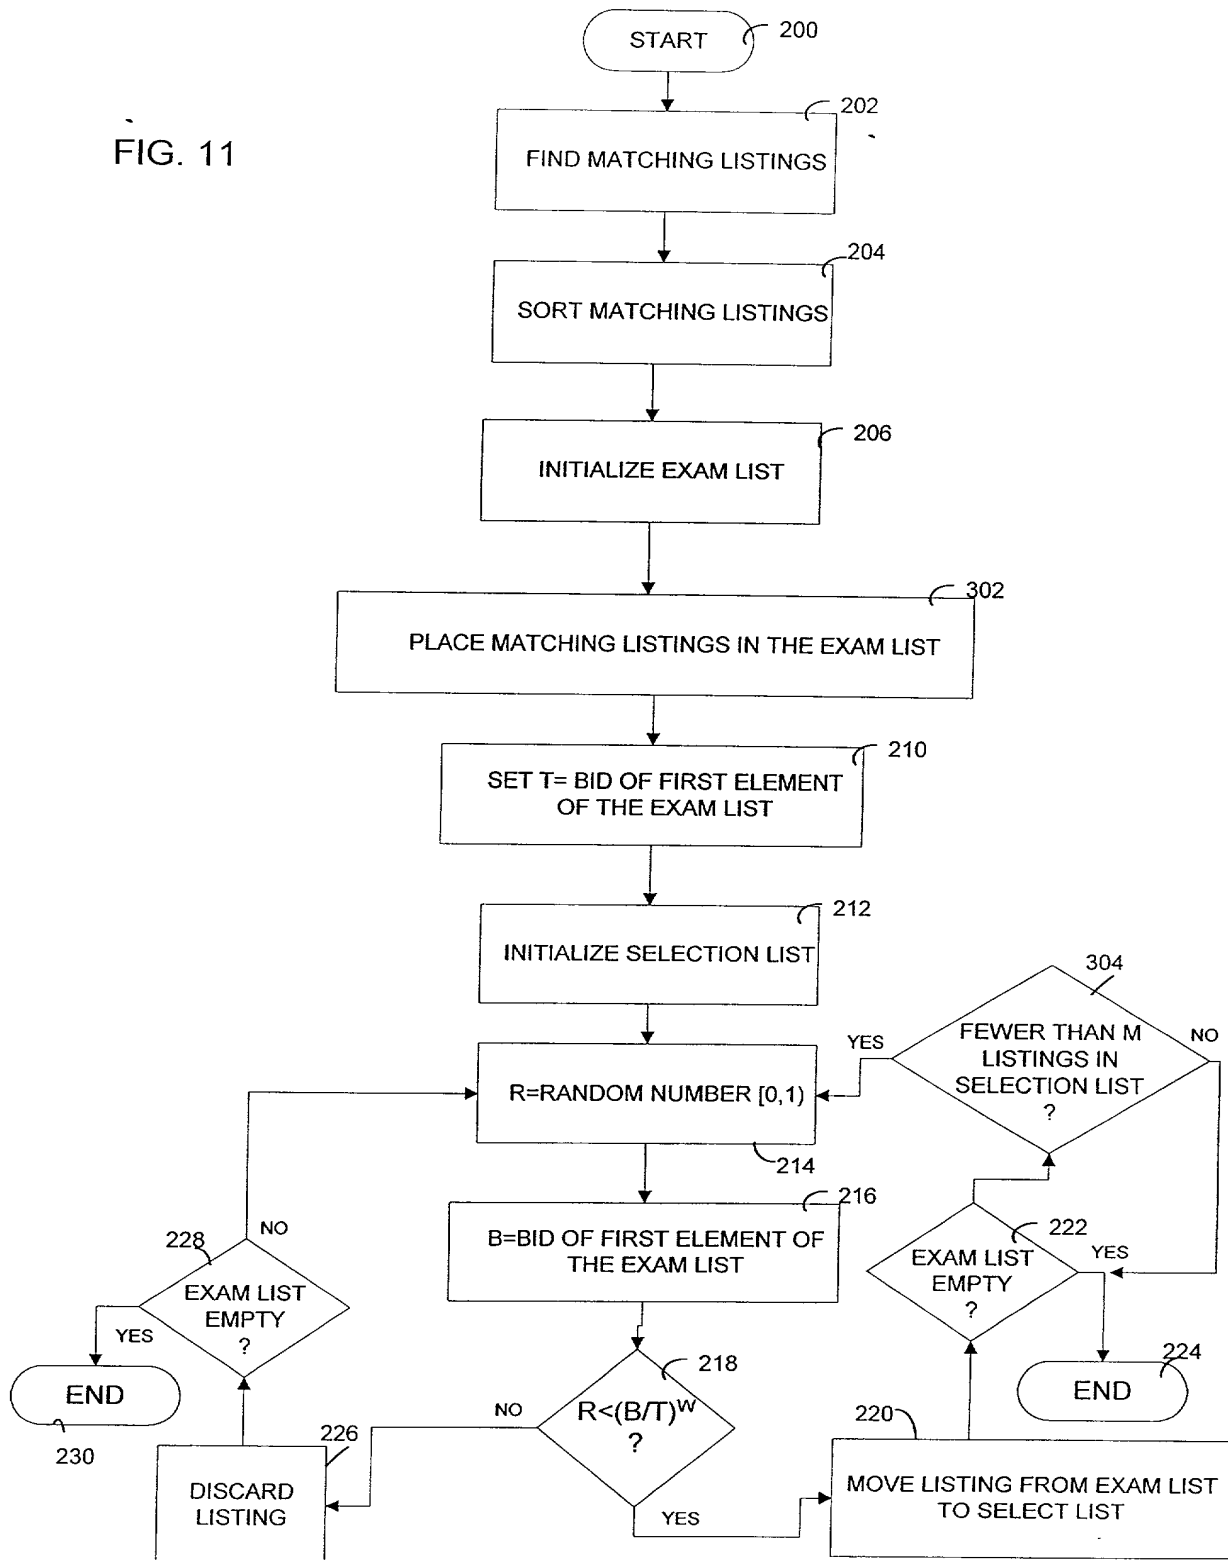 START
200
FIG. 11
202
FIND MATCHING LISTINGS
204
SORT MATCHING LISTINGS
206
INITIALIZE EXAM LIST
302
PLACE MATCHING LISTINGS IN THE EXAM LIST
210
SET T= BID OF FIRST ELEMENT
OF THE EXAM LIST
212
INITIALIZE SELECTION LIST
304
FEWER THAN M
LISTINGS IN
SELECTION LIST
?
YES
NO
R=RANDOM NUMBER [0,1)
214
216
B=BID OF FIRST ELEMENT OF
THE EXAM LIST
228
NO
EXAM LIST
EMPTY
?
YES
END
230
222
EXAM LIST
EMPTY
?
YES
END
224
218
R<(B/T)^W
?
NO
YES
226
DISCARD
LISTING
220
MOVE LISTING FROM EXAM LIST
TO SELECT LIST